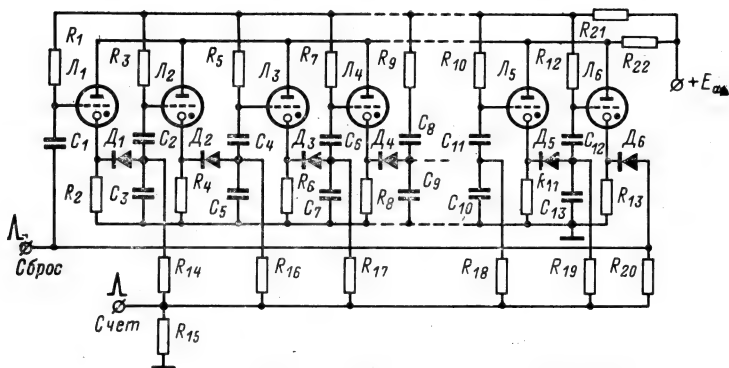 R1 R3 R5 R7 R9 R10 R12 R21
Л1 Л2 Л3 Л4 Л5 Л6 R22
+Ea
C1 C2 C4 C6 C8 C11 C12
Д1 Д2 Д3 Д4 Д5 Д6
R2 C3 R4 C5 R6 C7 R8 C9 C10 R11 C13 R13
Сброс
R14 R16 R17 R18 R19 R20
Счет
R15